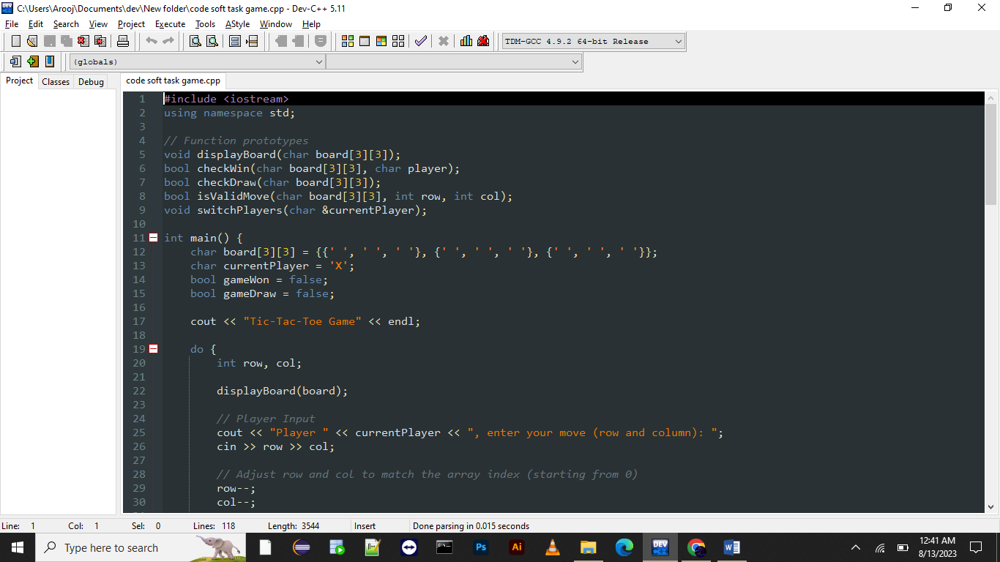 C:\Users\Arooj\Documents\dev\New folder\code soft task game.cpp - Dev-C++ 5.11
File Edit Search View Project Execute Tools AStyle Window Help
TDM-GCC 4.9.2 64-bit Release
(globals)
Project Classes Debug code soft task game.cpp
1 #include <iostream>
2 using namespace std;
3
4 // Function prototypes
5 void displayBoard(char board[3][3]);
6 bool checkWin(char board[3][3], char player);
7 bool checkDraw(char board[3][3]);
8 bool isValidMove(char board[3][3], int row, int col);
9 void switchPlayers(char &currentPlayer);
10
11 int main() {
12 char board[3][3] = {{' ', ' ', ' '}, {' ', ' ', ' '}, {' ', ' ', ' '}};
13 char currentPlayer = 'X';
14 bool gameWon = false;
15 bool gameDraw = false;
16
17 cout << "Tic-Tac-Toe Game" << endl;
18
19 do {
20 int row, col;
21
22 displayBoard(board);
23
24 // Player Input
25 cout << "Player " << currentPlayer << ", enter your move (row and column): ";
26 cin >> row >> col;
27
28 // Adjust row and col to match the array index (starting from 0)
29 row--;
30 col--;
Line: 1 Col: 1 Sel: 0 Lines: 118 Length: 3544 Insert Done parsing in 0.015 seconds
Type here to search
Ps Ai DEV
12:41 AM
8/13/2023